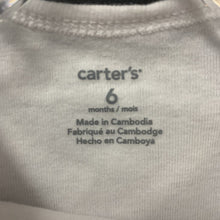 carter's®
6
months / mois
Made in Cambodia
Fabriqué au Cambodge
Hecho en Camboya